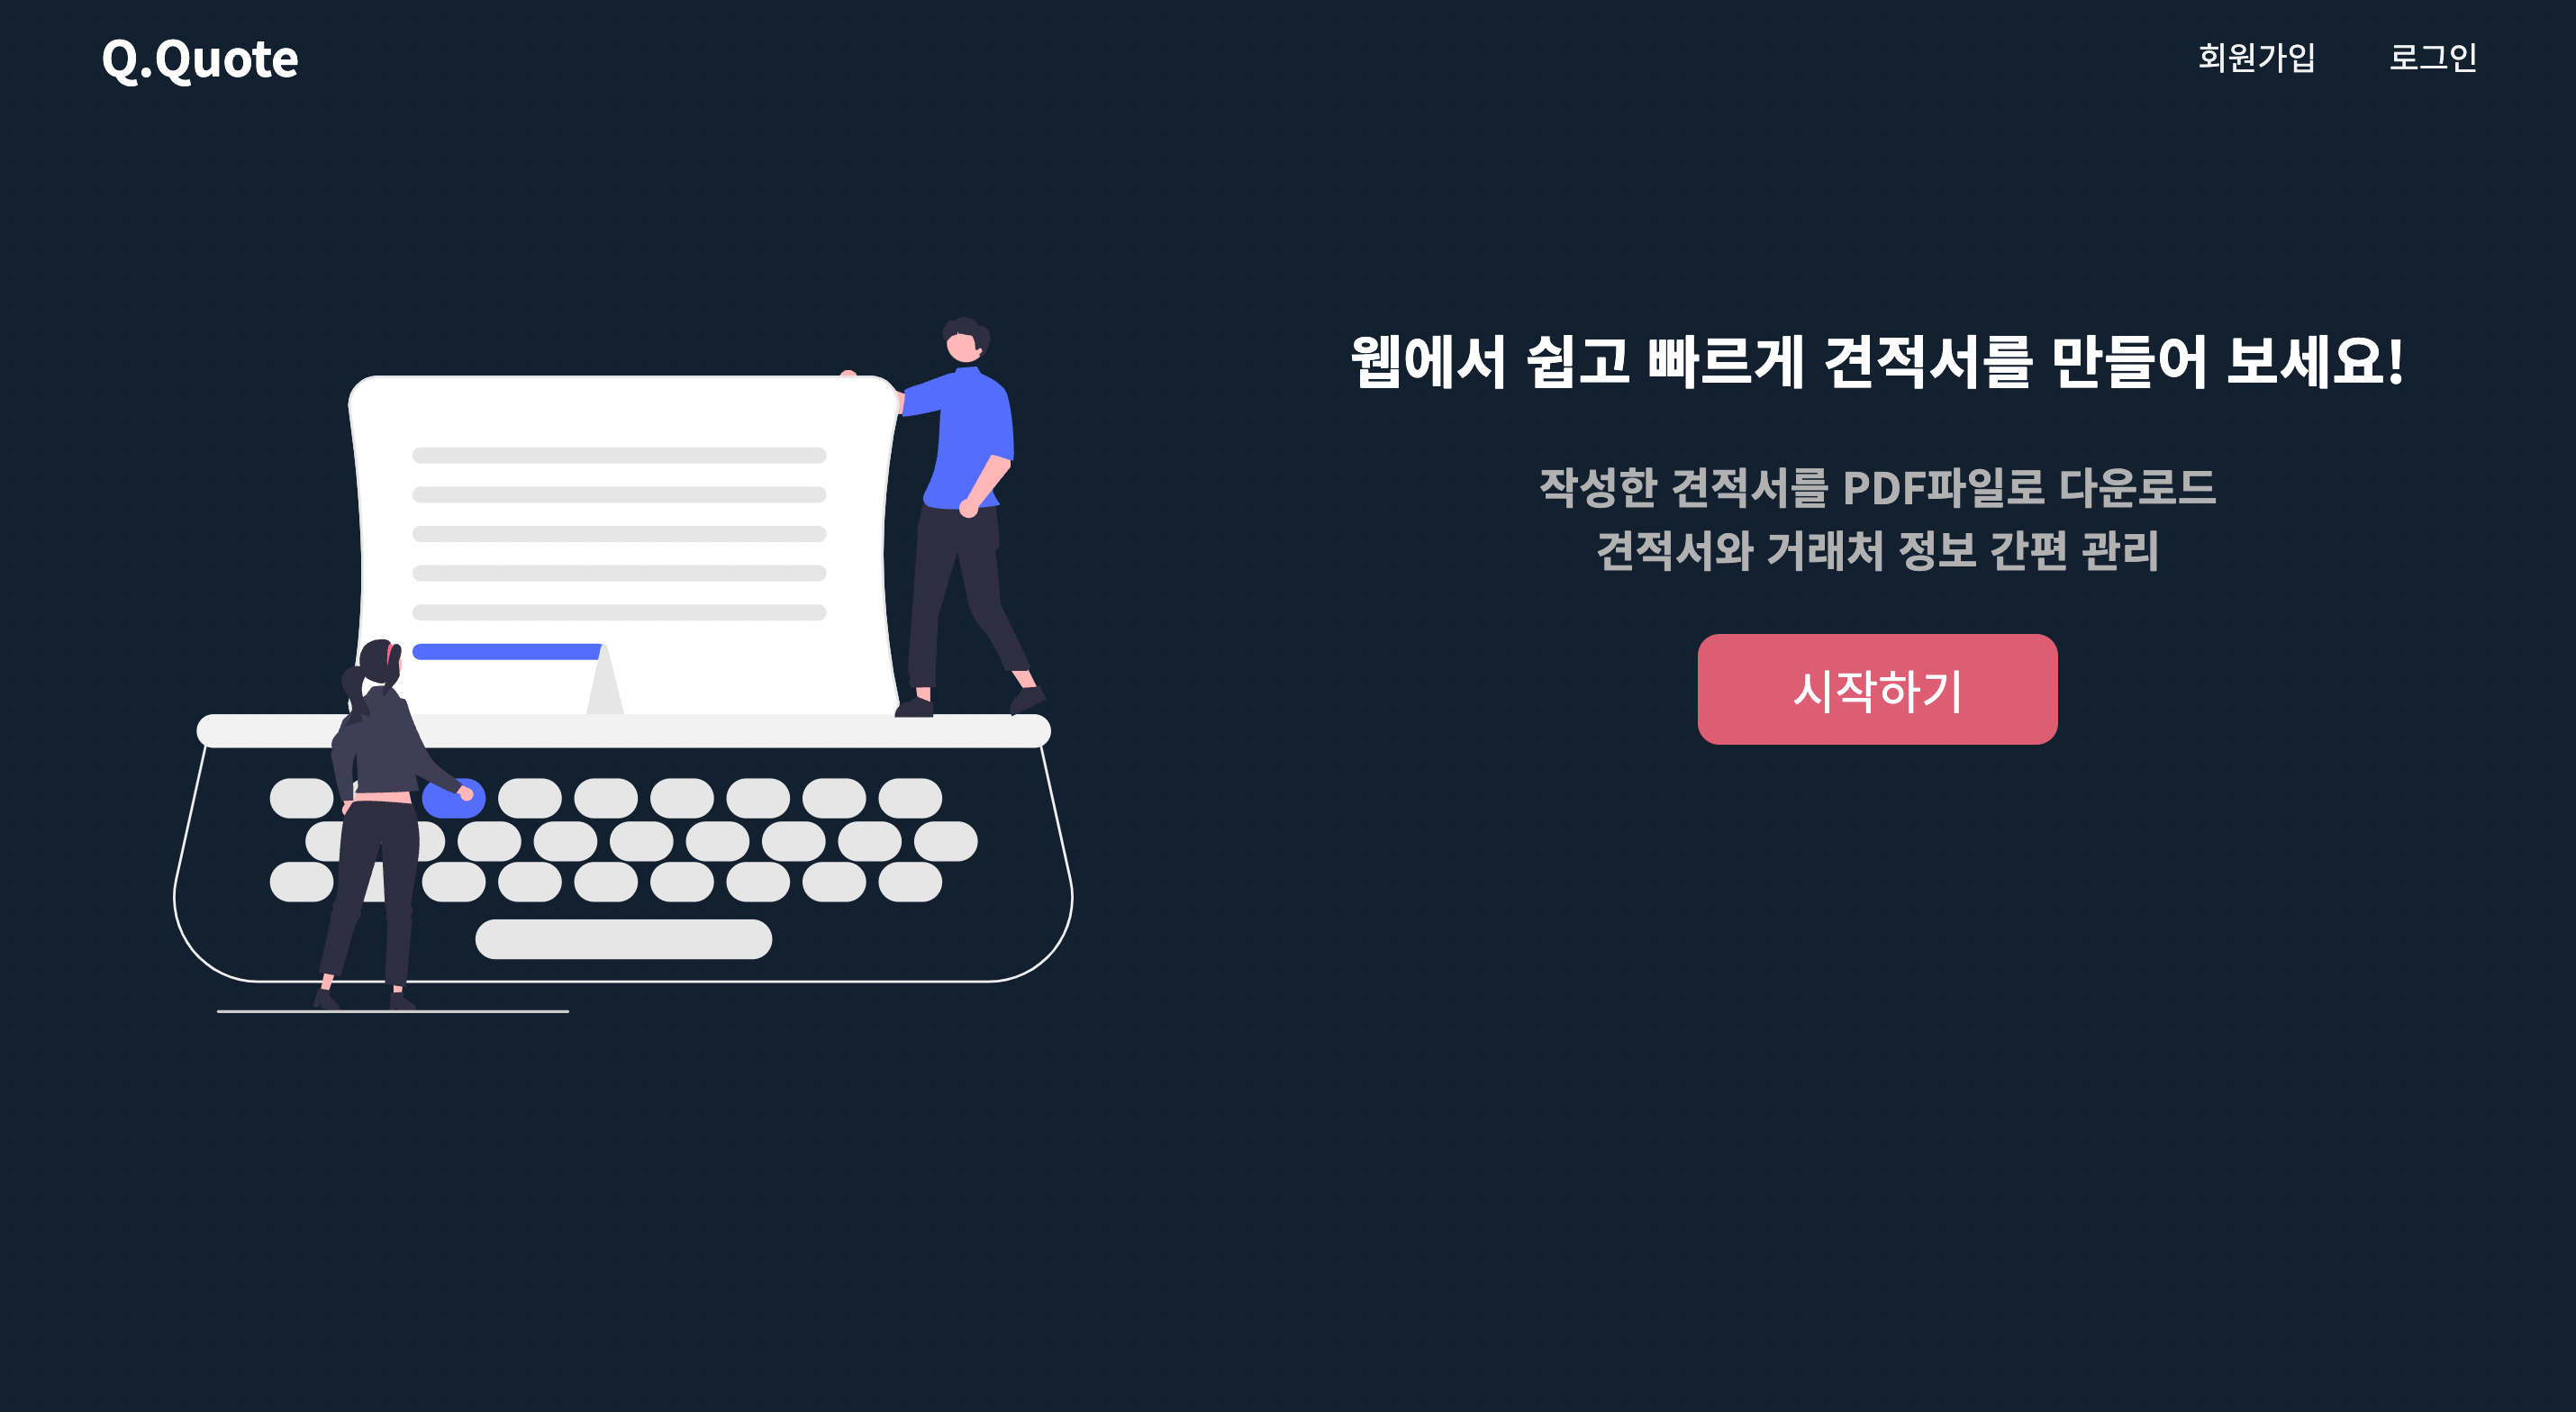 Q.Quote
회원가입
로그인
웹에서 쉽고 빠르게 견적서를 만들어 보세요!
작성한 견적서를 PDF파일로 다운로드
견적서와 거래처 정보 간편 관리
시작하기